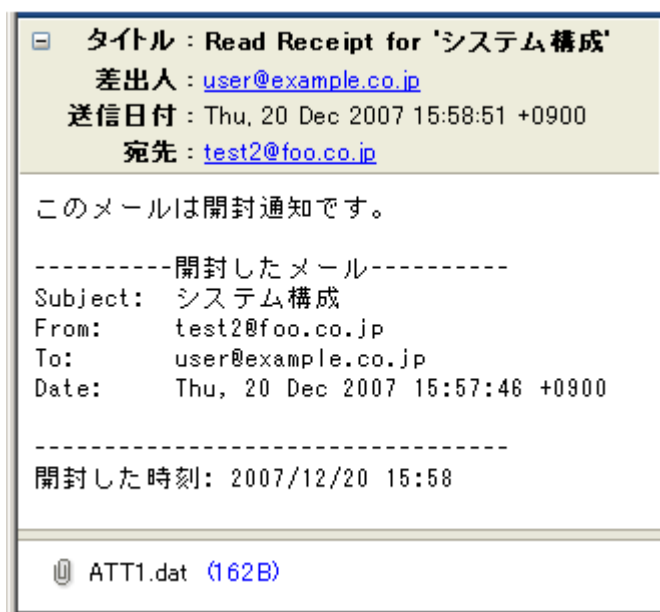 タイトル：Read Receipt for 'システム構成'
差出人：user@example.co.jp
送信日付：Thu, 20 Dec 2007 15:58:51 +0900
宛先：test2@foo.co.jp
このメールは開封通知です。
----------開封したメール----------
Subject: システム構成
From: test2@foo.co.jp
To: user@example.co.jp
Date: Thu, 20 Dec 2007 15:57:46 +0900
----------------------------------
開封した時刻: 2007/12/20 15:58
ATT1.dat (162B)